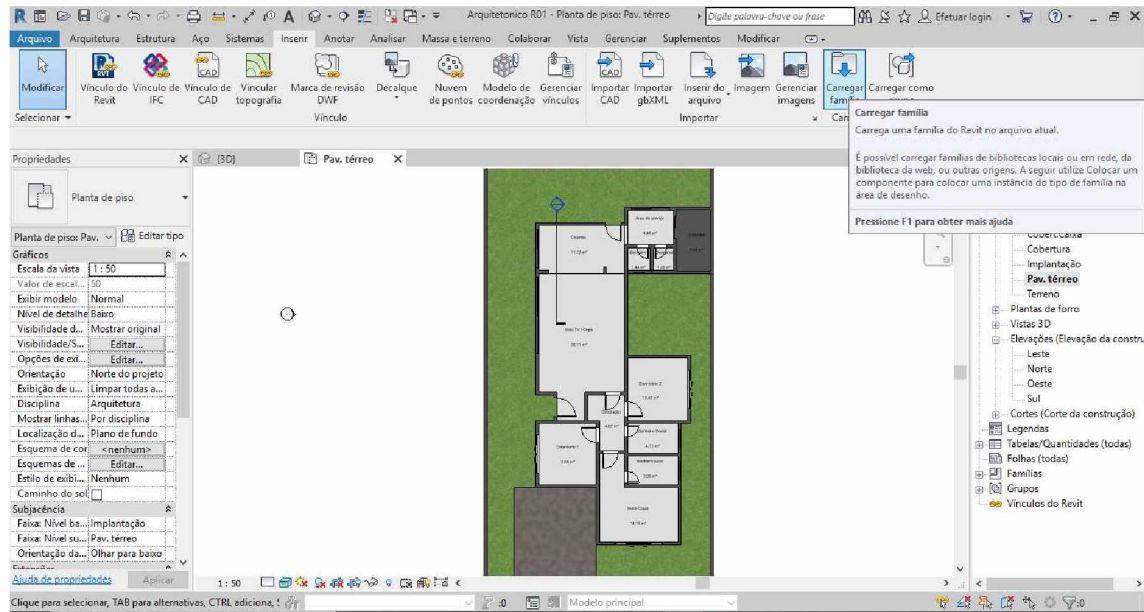 Arquitetonico R01 - Planta de piso: Pav. térreo
Digite palavra-chave ou frase
Efetuar login
Arquivo Arquitetura Estrutura Aço Sistemas Inserir Anotar Analisar Massa e terreno Colaborar Vista Gerenciar Suplementos Modificar
Modificar
Vínculo do Revit
Vínculo de IFC
Vínculo de CAD
Vincular topografia
Marca de revisão DWF
Decalque
Nuvem de pontos
Modelo de coordenação
Gerenciar vínculos
Importar CAD
Importar gbXML
Inserir do arquivo
Imagem
Gerenciar imagens
Carregar família
Carregar como
Selecionar
Vínculo
Importar
Carregar família
Carrega uma família do Revit no arquivo atual.
É possível carregar famílias de bibliotecas locais ou em rede, da
biblioteca da web, ou outras origens. A seguir utilize Colocar um
componente para colocar uma instância do tipo de família na
área de desenho.
Pressione F1 para obter mais ajuda
Propriedades
{3D}
Pav. térreo
Planta de piso
Planta de piso: Pav. Editar tipo
Gráficos
Escala da vista 1 : 50
Valor de escal... 50
Exibir modelo Normal
Nível de detalhe Baixo
Visibilidade d... Mostrar original
Visibilidade/S... Editar...
Opções de exi... Editar...
Orientação Norte do projeto
Exibição de u... Limpar todas a...
Disciplina Arquitetura
Mostrar linhas... Por disciplina
Localização d... Plano de fundo
Esquema de cor <nenhum>
Esquemas de ... Editar...
Estilo de exibi... Nenhum
Caminho do sol
Subjacência
Faixa: Nível ba... Implantação
Faixa: Nível su... Pav. térreo
Orientação da... Olhar para baixo
Ajuda de propriedades Aplicar
Cobert.Caixa
Cobertura
Implantação
Pav. térreo
Terreno
Plantas de forro
Vistas 3D
Elevações (Elevação da constru
Leste
Norte
Oeste
Sul
Cortes (Corte da construção)
Legendas
Tabelas/Quantidades (todas)
Folhas (todas)
Famílias
Grupos
Vínculos do Revit
1 : 50
Clique para selecionar, TAB para alternativas, CTRL adiciona, :0 Modelo principal :0